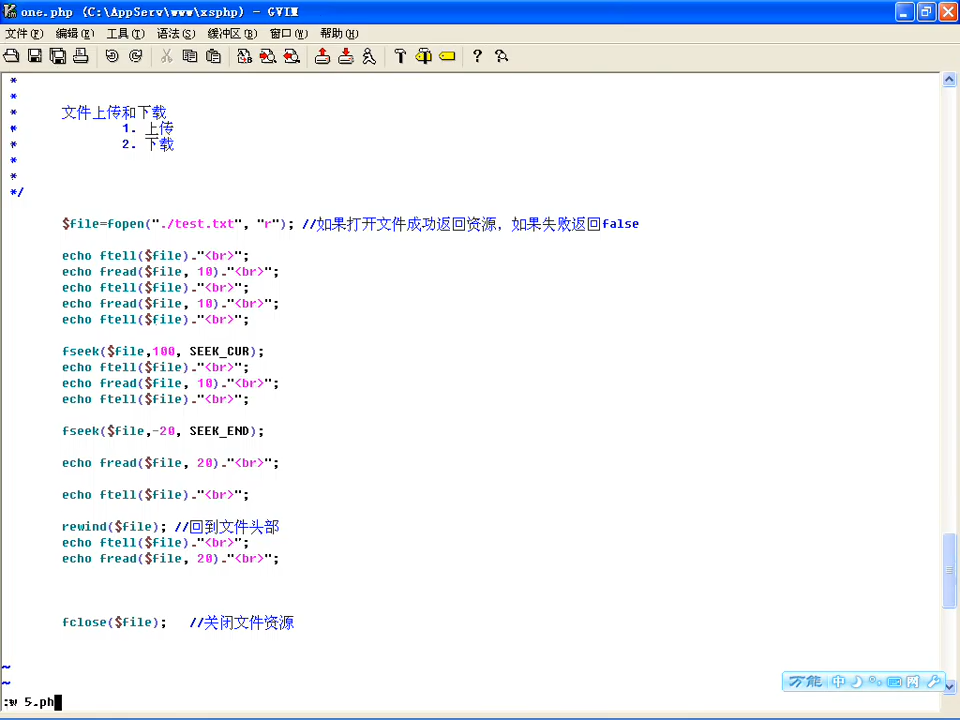 one.php (C:\AppServ\www\xsphp) - GVIM
文件(F) 编辑(E) 工具(T) 语法(S) 缓冲区(B) 窗口(W) 帮助(H)
*
*
* 文件上传和下载
* 1. 上传
* 2. 下载
*
*
*/
$file=fopen("./test.txt", "r"); //如果打开文件成功返回资源，如果失败返回false
echo ftell($file)."<br>";
echo fread($file, 10)."<br>";
echo ftell($file)."<br>";
echo fread($file, 10)."<br>";
echo ftell($file)."<br>";
fseek($file,100, SEEK_CUR);
echo ftell($file)."<br>";
echo fread($file, 10)."<br>";
echo ftell($file)."<br>";
fseek($file,-20, SEEK_END);
echo fread($file, 20)."<br>";
echo ftell($file)."<br>";
rewind($file); //回到文件头部
echo ftell($file)."<br>";
echo fread($file, 20)."<br>";
fclose($file); //关闭文件资源
~
~
万能 中 网
:w 5.ph